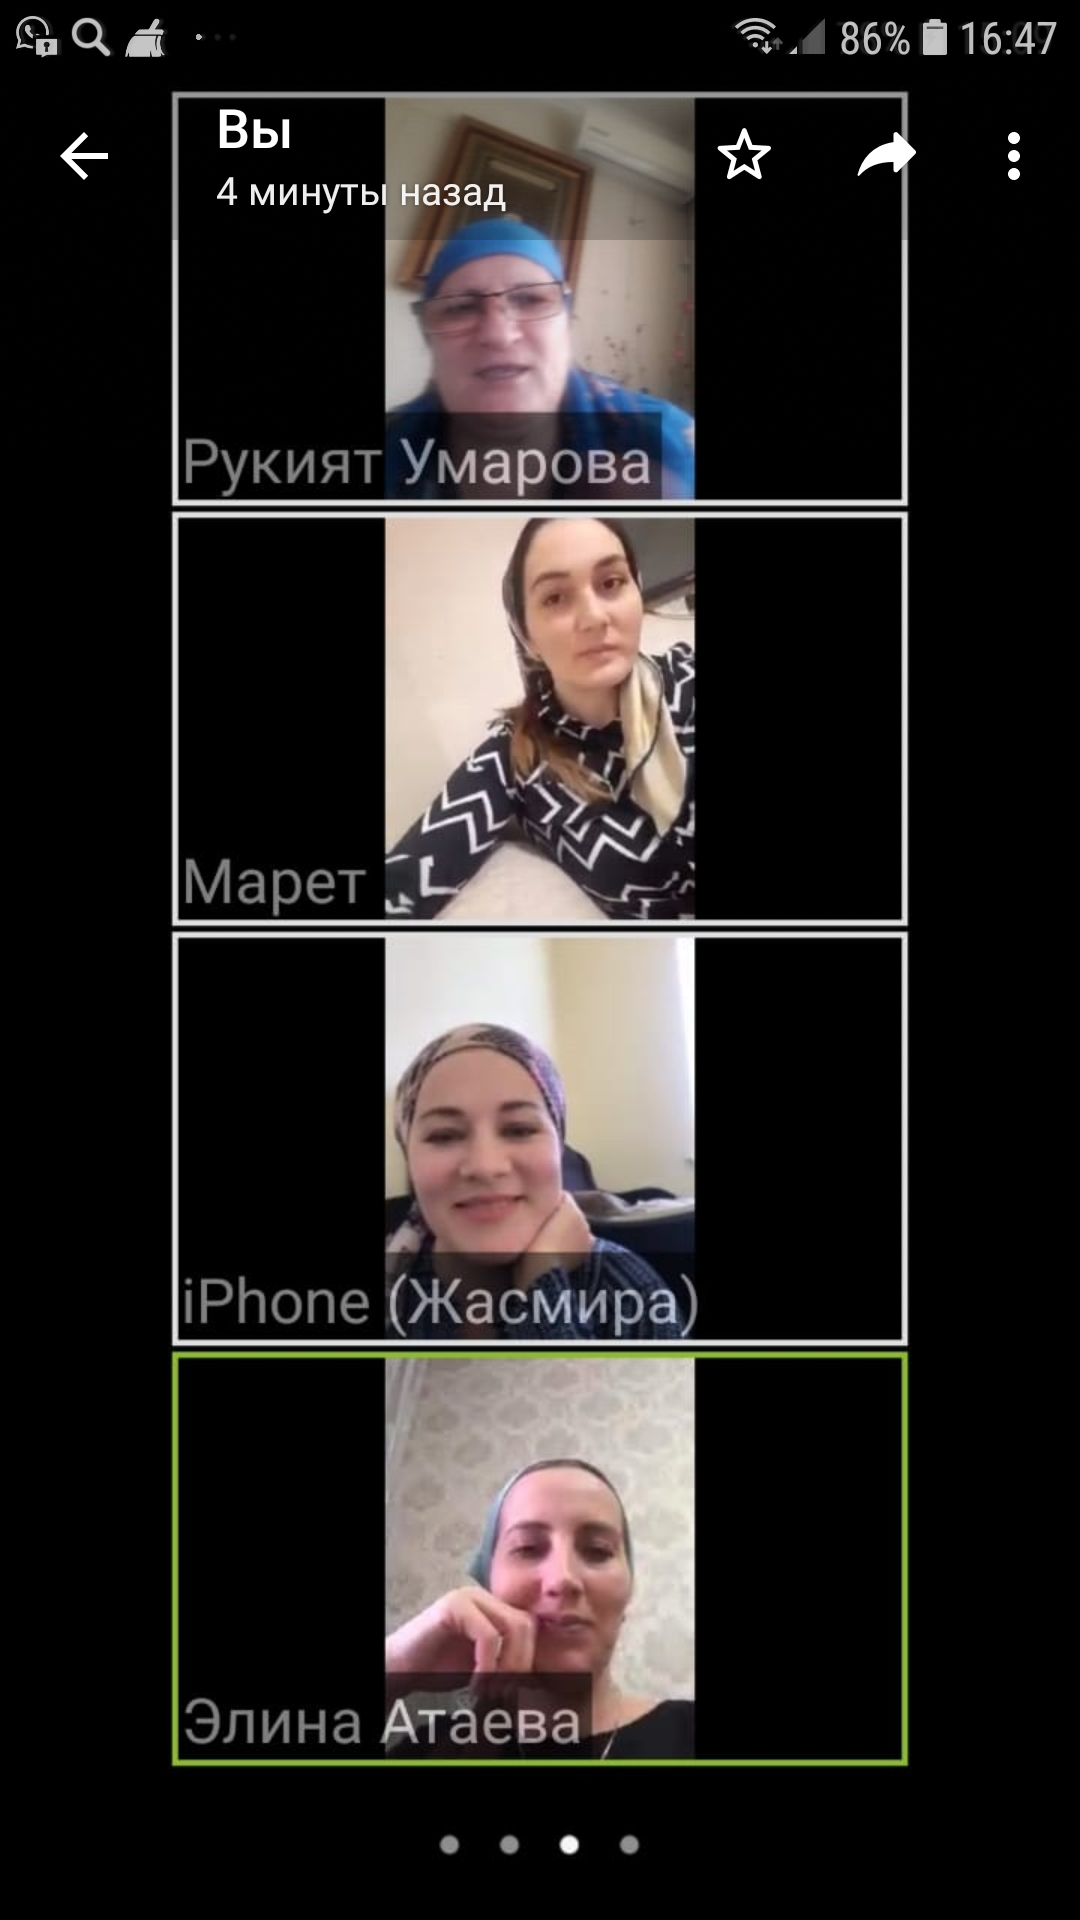 86% 16:47
Вы
4 минуты назад
Рукият Умарова
Марет
iPhone (Жасмира)
Элина Атаева